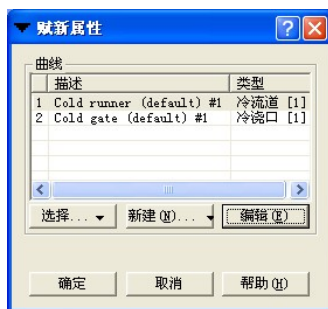 赋新属性
曲线
描述 类型
1 Cold runner (default) #1 冷流道 [1]
2 Cold gate (default) #1 冷浇口 [1]
选择... 新建(N)... 编辑(E)
确定 取消 帮助(H)